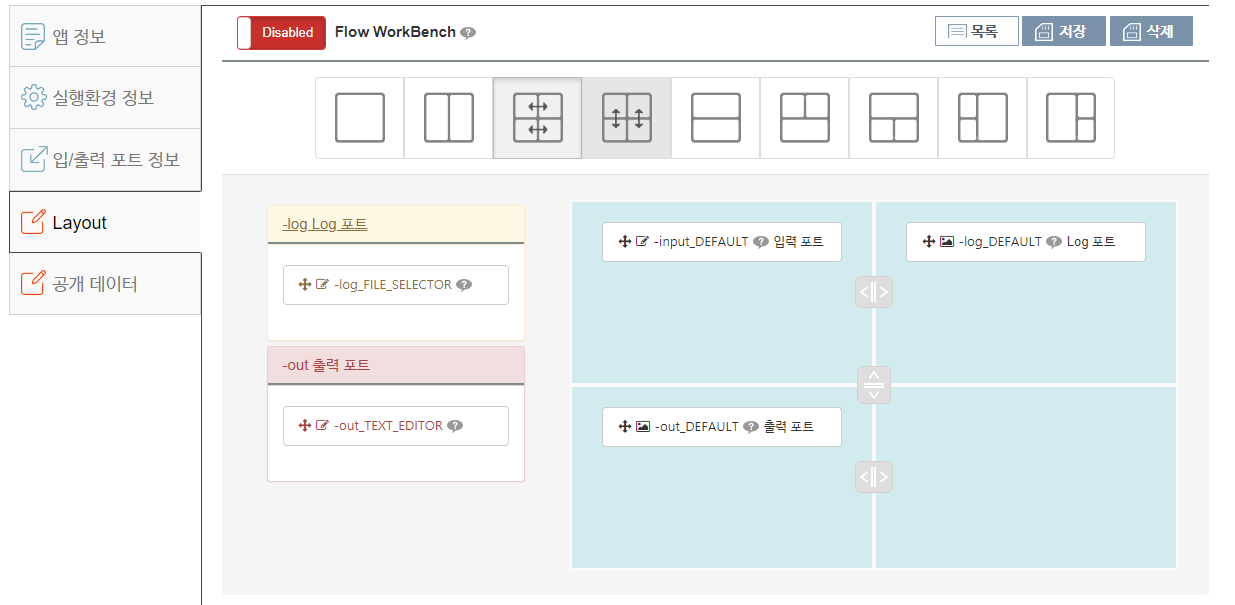 앱 정보
실행환경 정보
입/출력 포트 정보
Layout
공개 데이터
Disabled Flow WorkBench ?
목록 저장 삭제
-log Log 포트
-log_FILE_SELECTOR ?
-out 출력 포트
-out_TEXT_EDITOR ?
-input_DEFAULT ? 입력 포트
-log_DEFAULT ? Log 포트
-out_DEFAULT ? 출력 포트